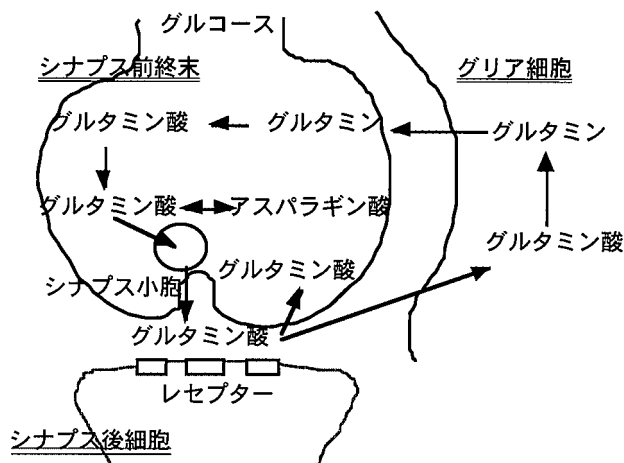 グルコース
シナプス前終末
グリア細胞
グルタミン酸
グルタミン
グルタミン
グルタミン酸
アスパラギン酸
グルタミン酸
グルタミン酸
シナプス小胞
グルタミン酸
レセプター
シナプス後細胞